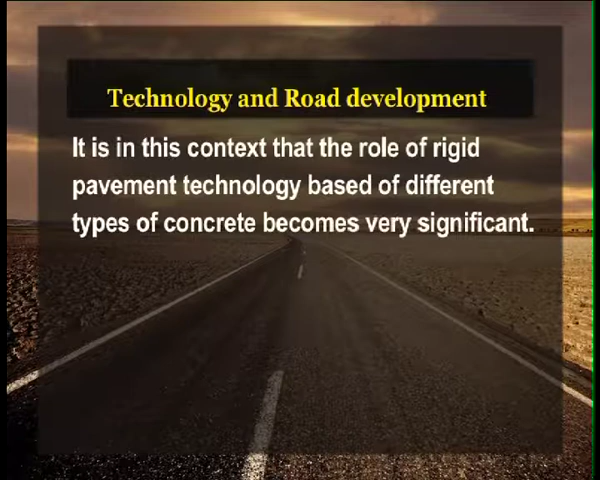 Technology and Road development
It is in this context that the role of rigid
pavement technology based of different
types of concrete becomes very significant.